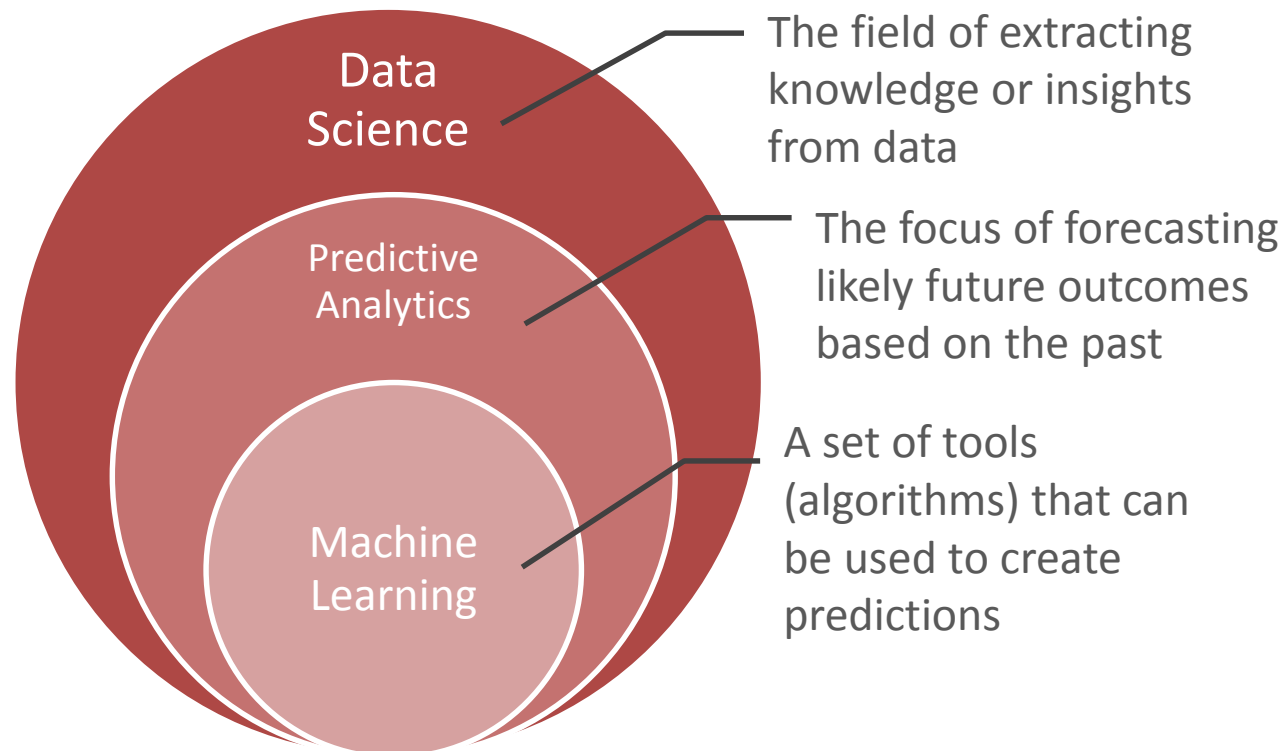 Data
Science
The field of extracting
knowledge or insights
from data
Predictive
Analytics
The focus of forecasting
likely future outcomes
based on the past
Machine
Learning
A set of tools
(algorithms) that can
be used to create
predictions